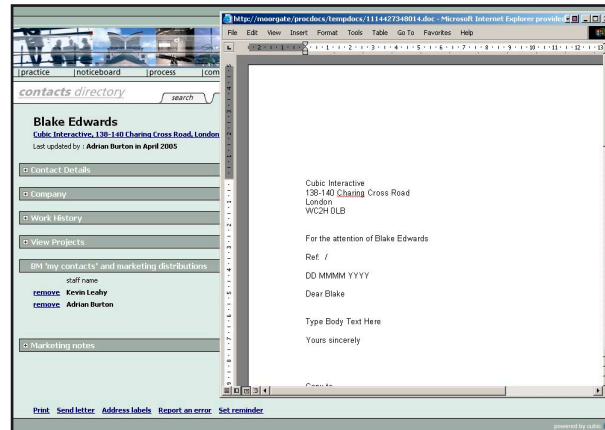 http://moorgate/procdocs/tempdocs/1114427348014.doc - Microsoft Internet Explorer provided
File Edit View Insert Format Tools Table Go To Favorites Help
practice noticeboard process
contacts directory
search
Blake Edwards
Cubic Interactive, 138-140 Charing Cross Road, London
Last updated by : Adrian Burton in April 2005
Contact Details
Company
Work History
View Projects
BM 'my contacts' and marketing distributions
staff name
remove Kevin Leahy
remove Adrian Burton
Marketing notes
Print Send letter Address labels Report an error Set reminder
powered by cubic
Cubic Interactive
138-140 Charing Cross Road
London
WC2H 0LB
For the attention of Blake Edwards
Ref: /
DD MMMM YYYY
Dear Blake
Type Body Text Here
Yours sincerely
Copy to